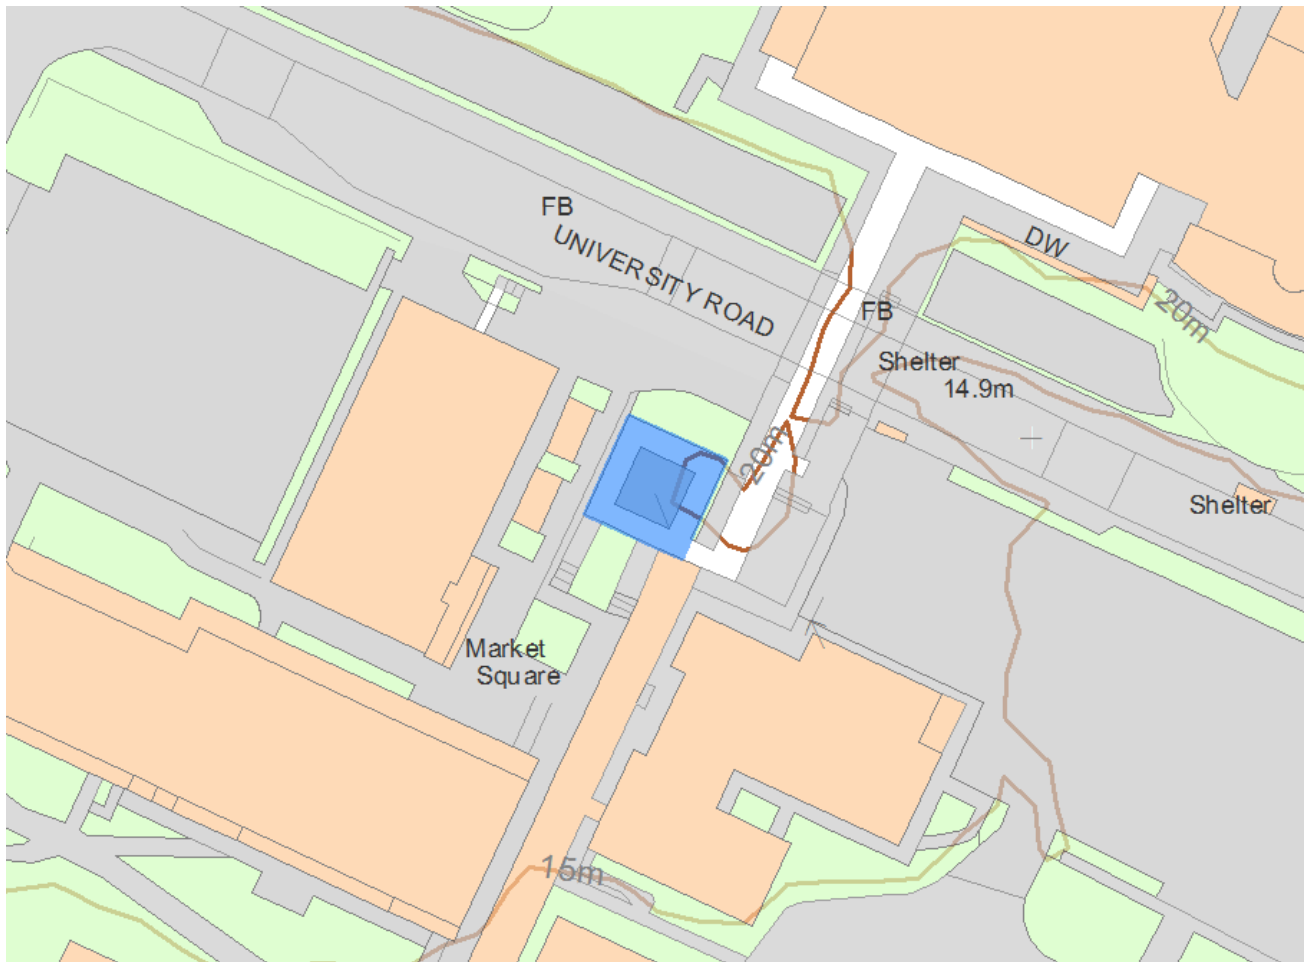 FB
UNIVERSITY ROAD
DW
20m
FB
Shelter
14.9m
20m
Shelter
Market
Square
15m